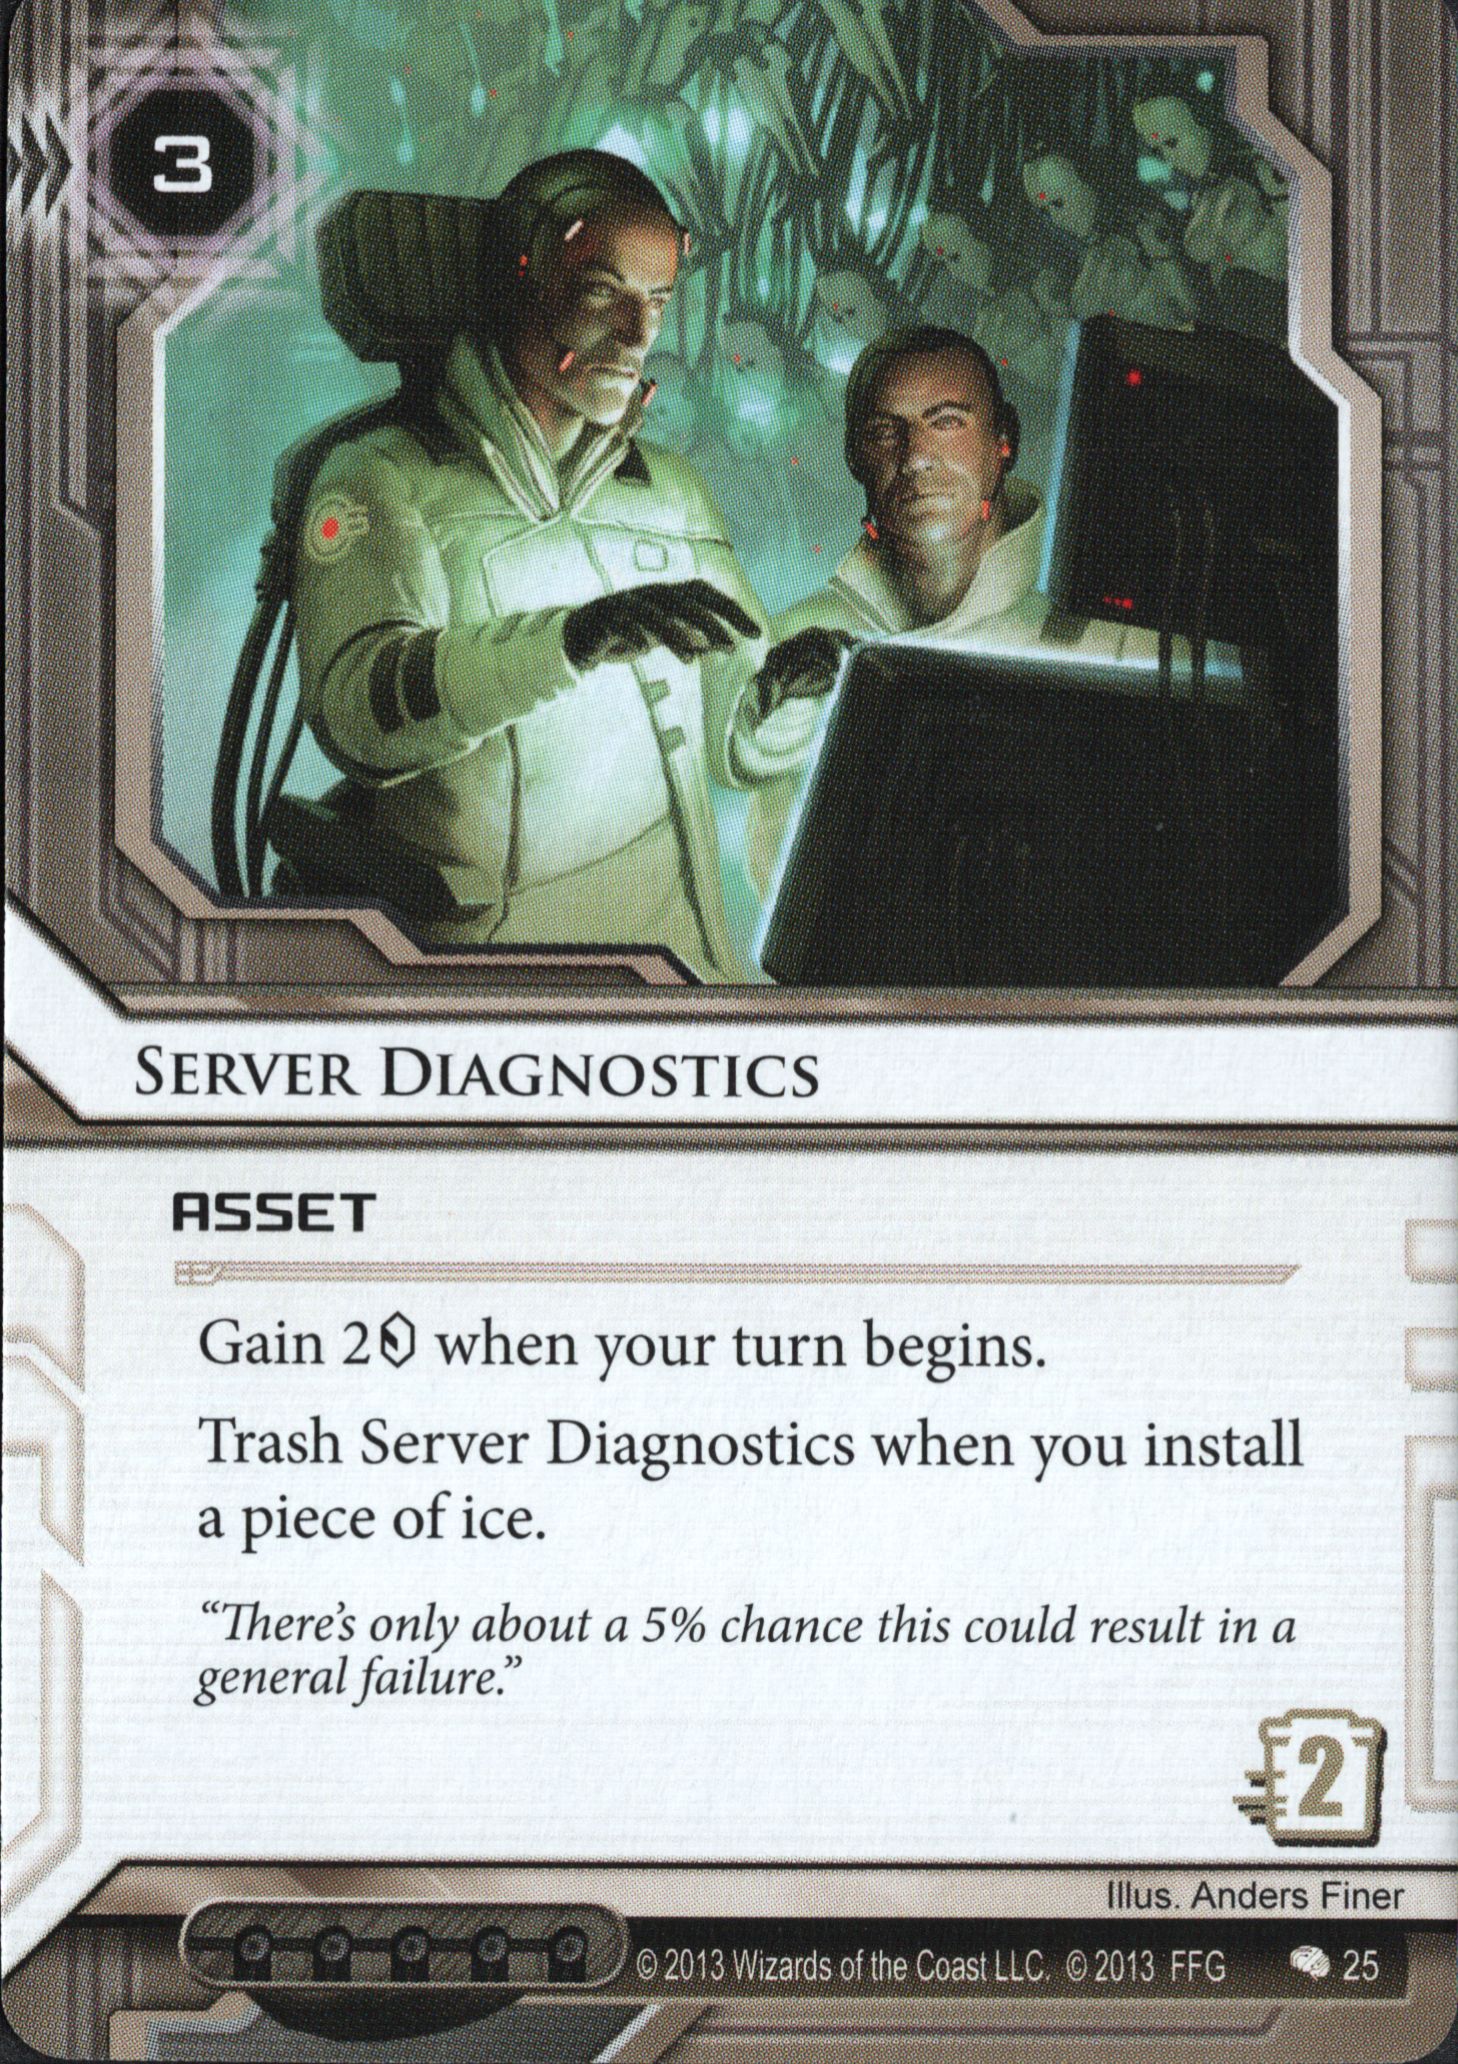 3
SERVER DIAGNOSTICS
ASSET
Gain 2 when your turn begins.
Trash Server Diagnostics when you install
a piece of ice.
“There’s only about a 5% chance this could result in a
general failure.”
2
Illus. Anders Finer
© 2013 Wizards of the Coast LLC. © 2013 FFG 25